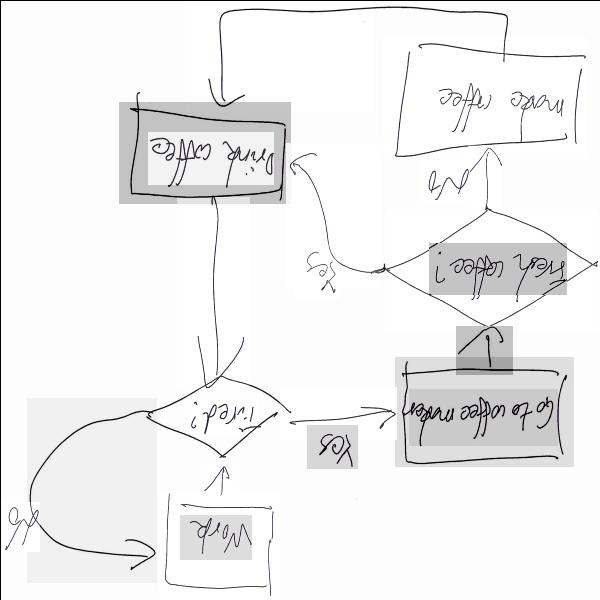 Work
Tired?
No
Yes
Go to coffee maker
Fresh coffee?
Yes
No
make coffee
Drink coffee